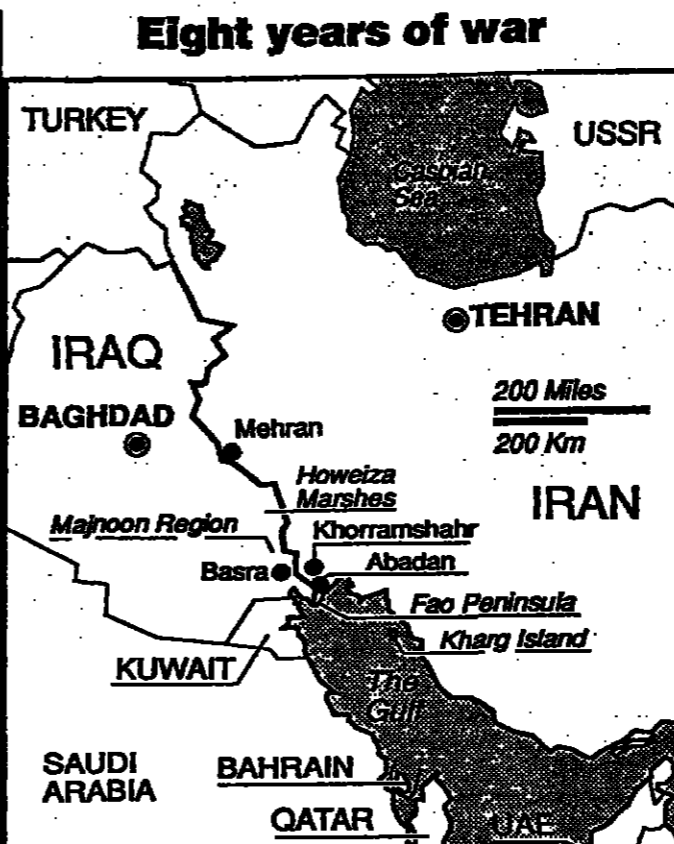 Eight years of war
TURKEY
USSR
Caspian
Sea
TEHRAN
IRAQ
200 Miles
BAGHDAD
Mehran
200 Km
Howeiza
Marshes
IRAN
Majnoon Region
Khorramshahr
Basra
Abadan
Fao Peninsula
Kharg Island
KUWAIT
The
Gulf
SAUDI
ARABIA
BAHRAIN
QATAR
UAE